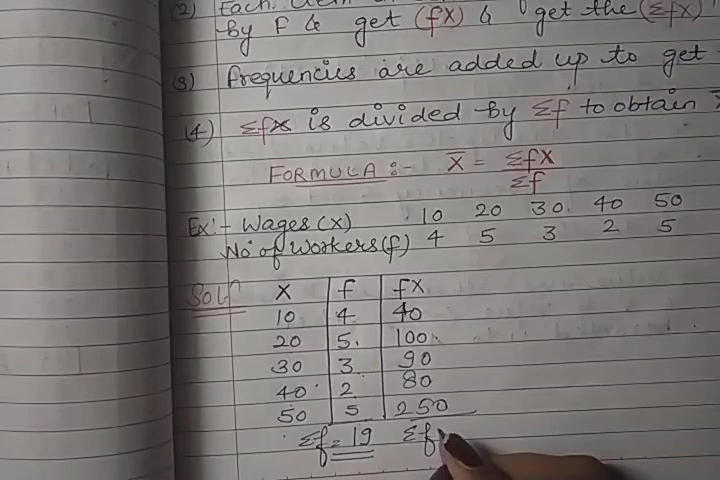 (2) Each
by F & get (fX) & get the (Σfx)
(3) frequencies are added up to get
(4) Σfx is divided by Σf to obtain
FORMULA :- X̄ = ΣfX / Σf
Ex:- Wages (X) 10 20 30 40 50
No of Workers (f) 4 5 3 2 5
Solⁿ X f fX
10 4 40
20 5 100
30 3 90
40 2 80
50 5 250
Σf = 19 Σf